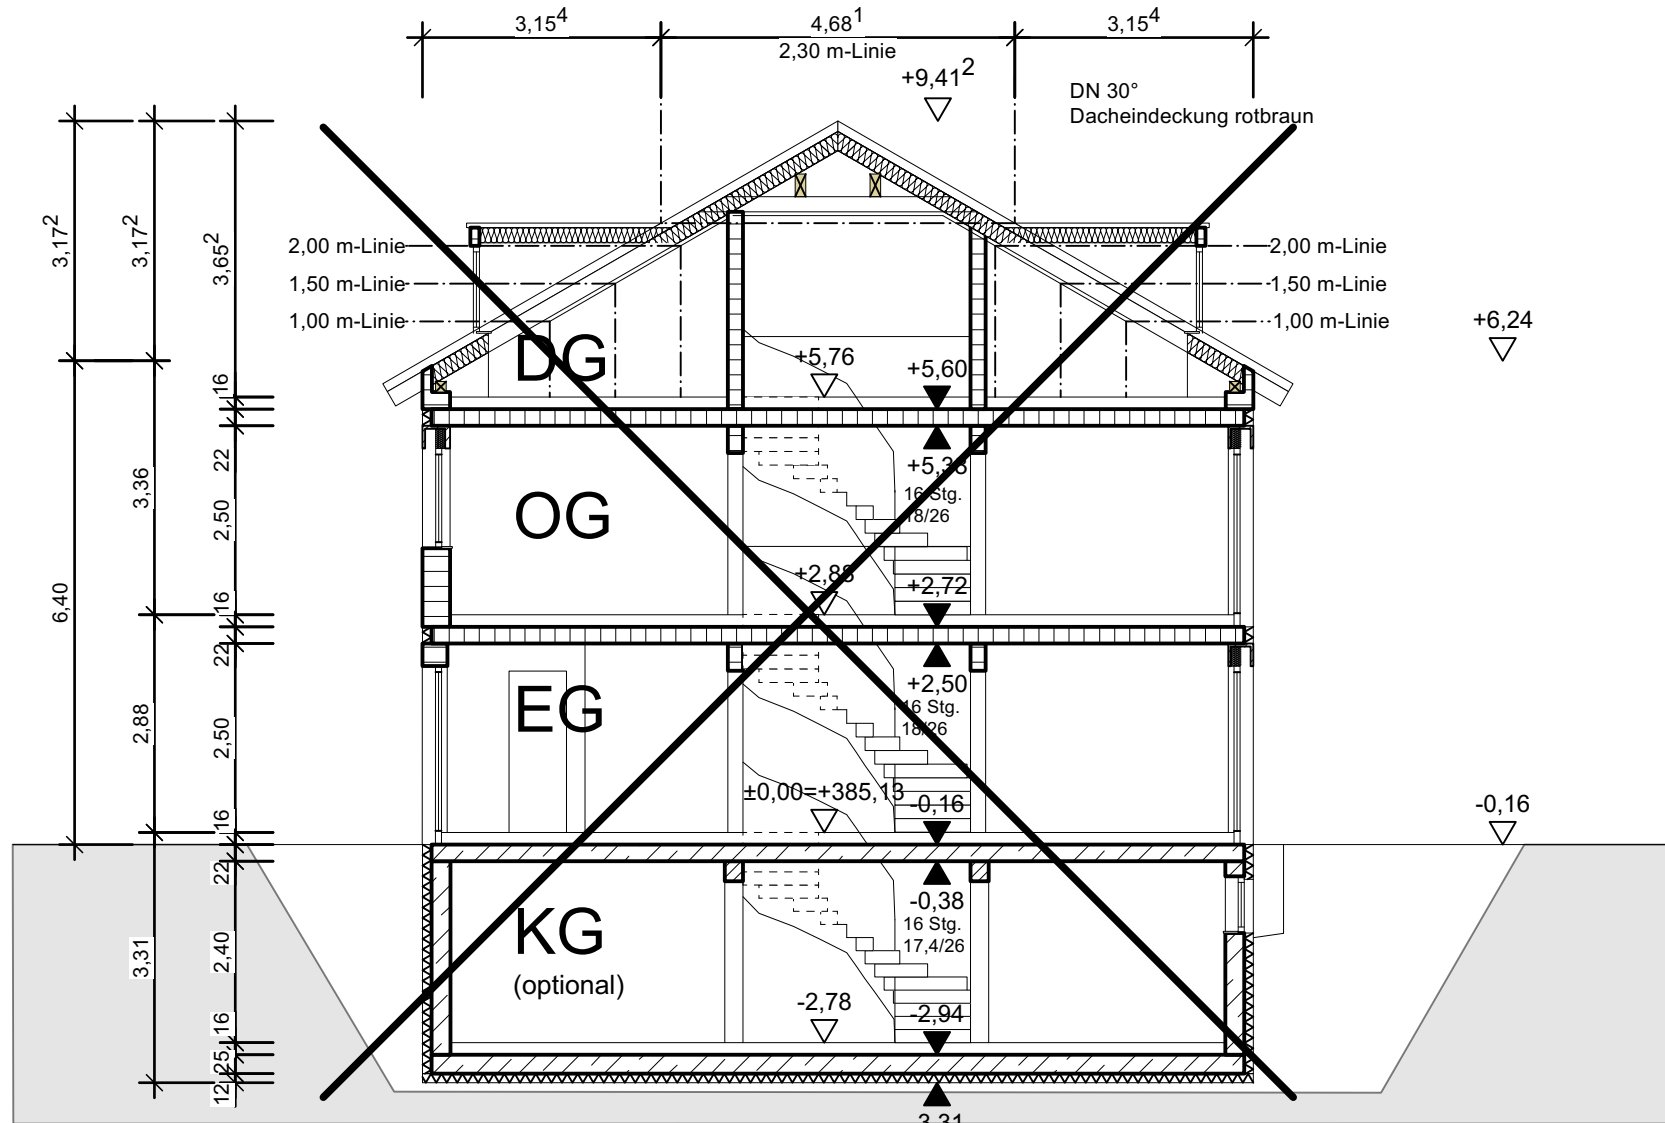 3,15⁴ 4,68¹ 3,15⁴
2,30 m-Linie
+9,41²
DN 30°
Dacheindeckung rotbraun
3,17² 3,17² 3,65²
2,00 m-Linie 2,00 m-Linie
1,50 m-Linie 1,50 m-Linie
1,00 m-Linie 1,00 m-Linie
+6,24
DG
+5,76
+5,60
16
22
+5,38
16 Stg.
18/26
OG
3,36
2,50
6,40
+2,88
+2,72
16
22
+2,50
16 Stg.
18/26
EG
2,88
2,50
±0,00=+385,13
-0,16
-0,16
16
22
-0,38
16 Stg.
17,4/26
KG
(optional)
3,31
2,40
-2,78
-2,94
16
25
12
-3,31